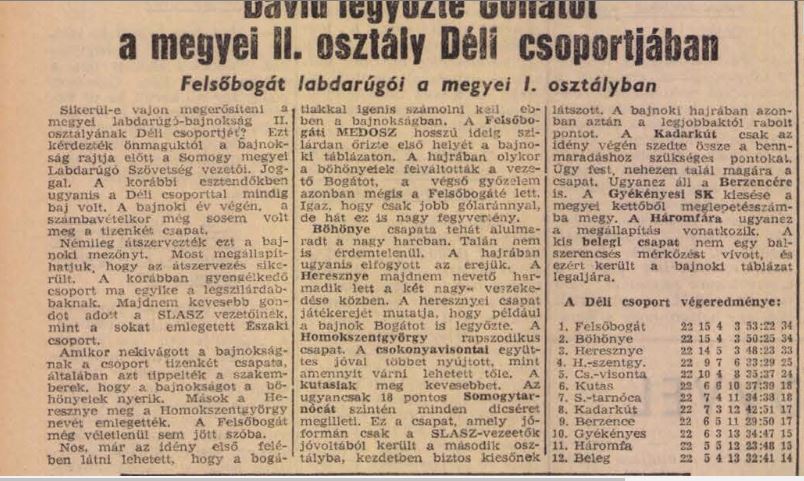 Dávid legyőzte Góliátot
a megyei II. osztály Déli csoportjában
Felsőbogát labdarúgói a megyei I. osztályban
Sikerül-e vajon megerősíteni a
megyei labdarúgó-bajnokság II.
osztályának Déli csoportját? Ezt
kérdezték önmaguktól a bajnok-
ság rajtja előtt a Somogy megyei
Labdarúgó Szövetség vezetői. Jog-
gal. A korábbi esztendőkben
ugyanis a Déli csoporttal mindig
baj volt. A bajnoki év végén, a
számbavételkor még sosem volt
meg a tizenkét csapat.
Némileg átszervezték ezt a baj-
noki mezőnyt. Most megállapít-
hatjuk, hogy az átszervezés sike-
rült. A korábban gyengélkedő
csoport ma egyike a legszilárdab-
baknak. Majdnem kevesebb gon-
dot adott a SLASZ vezetőinek,
mint a sokat emlegetett Északi
csoport.
Amikor nekivágott a bajnokság-
nak a csoport tizenkét csapata,
általában azt tippelték a szakem-
berek, hogy a bajnokságot a bö-
hönyeiek nyerik. Mások a He-
resznye meg a Homokszentgyörgy
nevét emlegették. A Felsőbogát
még véletlenül sem jött szóba.
Nos, már az idény első felé-
ben látni lehetett, hogy a bogá-
tiakkal igenis számolni kell eb-
ben a bajnokságban. A Felsőbo-
gáti MEDOSZ hosszú ideig szi-
lárdan őrizte első helyét a bajno-
ki táblázaton. A hajrában olykor
a böhönyeiek felváltották a veze-
tő Bogátot, a végső győzelem
azonban mégis a Felsőbogáté lett.
Igaz, hogy csak jobb gólaránnyal,
de hát ez is nagy fegyvertény.
Böhönye csapata tehát alulma-
radt a nagy harcban. Talán nem
is érdemtelenül. A hajrában
ugyanis elfogyott az erejük. A
Heresznye majdnem nevető har-
madik lett a két nagy« veszeke-
dése közben. A heresznyei csapat
játékerejét mutatja, hogy például
a bajnok Bogátot is legyőzte. A
Homokszentgyörgy rapszodikus
csapat. A csokonyavisontai együt-
tes jóval többet nyújtott, mint
amennyit várni lehetett tőle. A
kutasiak meg kevesebbet. Az
ugyancsak 18 pontos Somogytar-
nócát szintén minden dicséret
megilleti. Ez a csapat, amely jó-
formán csak a SLASZ-vezetők
jóvoltából került a második osz-
tályba, kezdetben biztos kiesőnek
látszott. A bajnoki hajrában azon-
ban aztán a legjobbaktól rabolt
pontot. A Kadarkút csak az
idény végén szedte össze a benn-
maradáshoz szükséges pontokat.
Úgy fest, nehezen talál magára a
csapat. Ugyanez áll a Berzencére
is. A Gyékényesi SK kiesése a
megyei kettőből meglepetésszám-
ba megy. A Háromfára ugyanez
a megállapítás vonatkozik. A
kis belegi csapat nem egy bal-
szerencsés mérkőzést vívott, és
ezért került a bajnoki táblázat
legaljára.
A Déli csoport végeredménye:
1. Felsőbogát 22 15 4 3 53:22 34
2. Böhönye 22 15 4 3 50:25 34
3. Heresznye 22 14 5 3 48:23 33
4. H.-szentgy. 22 9 7 6 33:29 25
5. Cs.-visonta 22 10 4 8 35:37 24
6. Kutas 22 6 6 10 37:39 18
7. S.-tarnóca 22 7 4 11 34:38 18
8. Kadarkút 22 7 3 12 42:51 17
9. Berzence 22 6 5 11 29:50 17
10. Gyékényes 22 6 3 13 34:47 15
11. Háromfa 22 5 5 12 23:48 15
12. Beleg 22 5 4 13 32:41 14